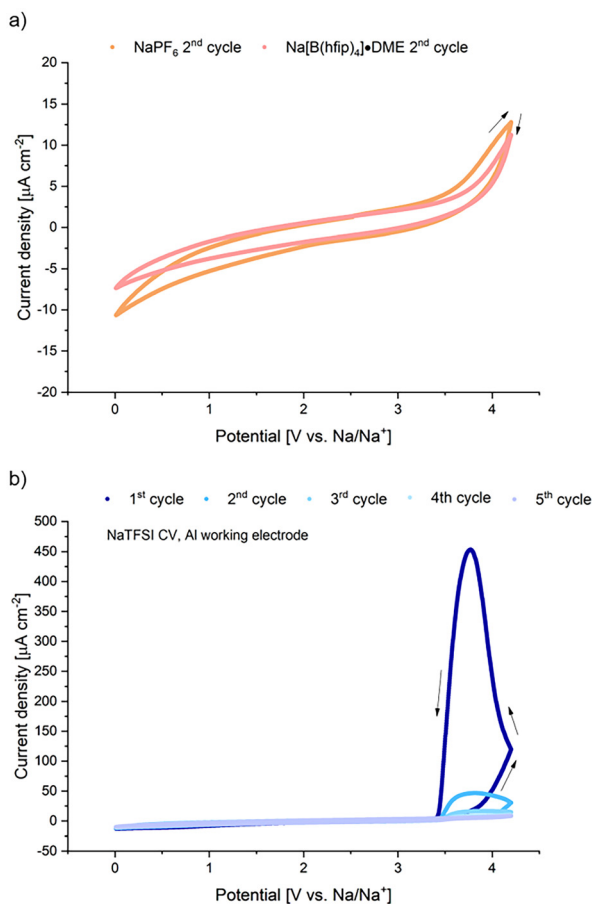 a)
NaPF₆ 2ⁿᵈ cycle Na[B(hfip)₄]•DME 2ⁿᵈ cycle
20
15
10
5
0
-5
-10
-15
-20
Current density [µA cm⁻²]
0 1 2 3 4
Potential [V vs. Na/Na⁺]
b)
1ˢᵗ cycle 2ⁿᵈ cycle 3ʳᵈ cycle 4th cycle 5ᵗʰ cycle
NaTFSI CV, Al working electrode
500
450
400
350
300
250
200
150
100
50
0
-50
Current density [µA cm⁻²]
0 1 2 3 4
Potential [V vs. Na/Na⁺]